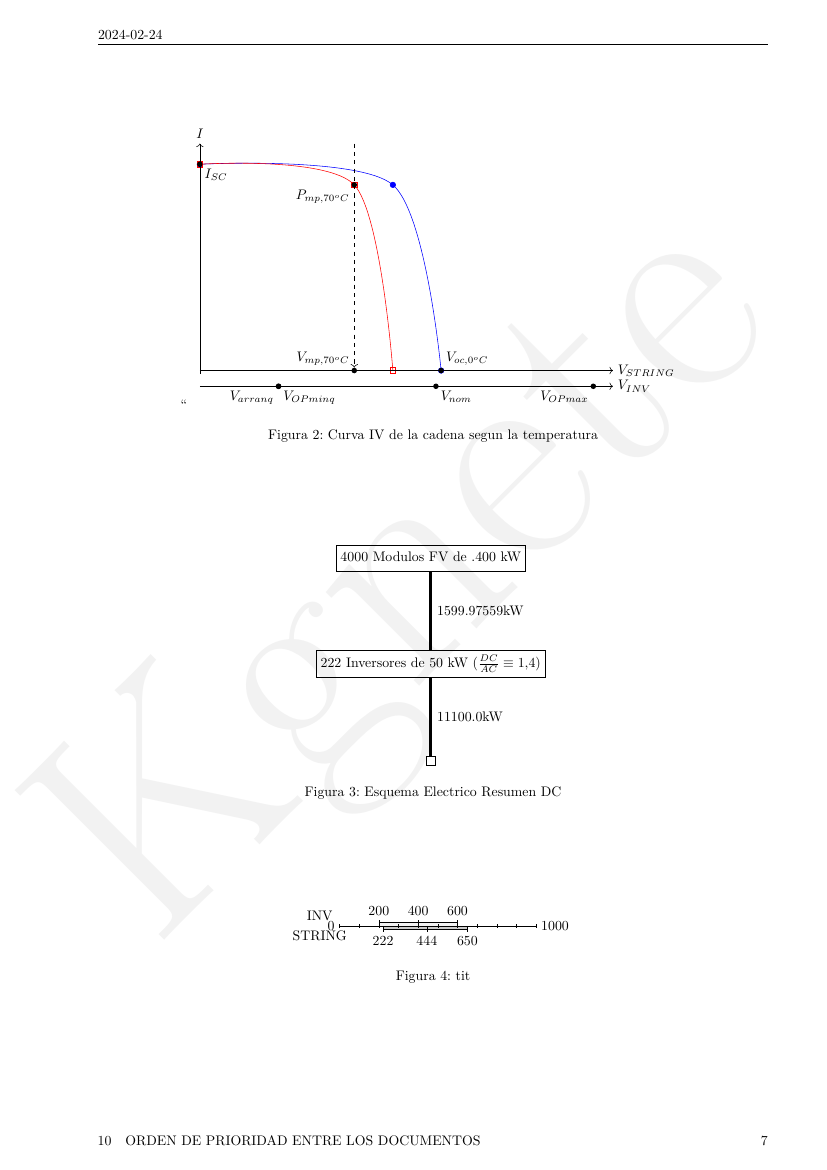 2024-02-24
I
I_{SC}
P_{mp,70^{o}C}
V_{mp,70^{o}C} V_{oc,0^{o}C}
V_{STRING}
V_{INV}
V_{arranq} V_{OPminq} V_{nom} V_{OPmax}
“
Figura 2: Curva IV de la cadena segun la temperatura
4000 Modulos FV de .400 kW
1599.97559kW
222 Inversores de 50 kW (\frac{DC}{AC} ≡ 1,4)
11100.0kW
Figura 3: Esquema Electrico Resumen DC
200 400 600
INV
0 1000
STRING
222 444 650
Figura 4: tit
Kgnete
10 ORDEN DE PRIORIDAD ENTRE LOS DOCUMENTOS 7